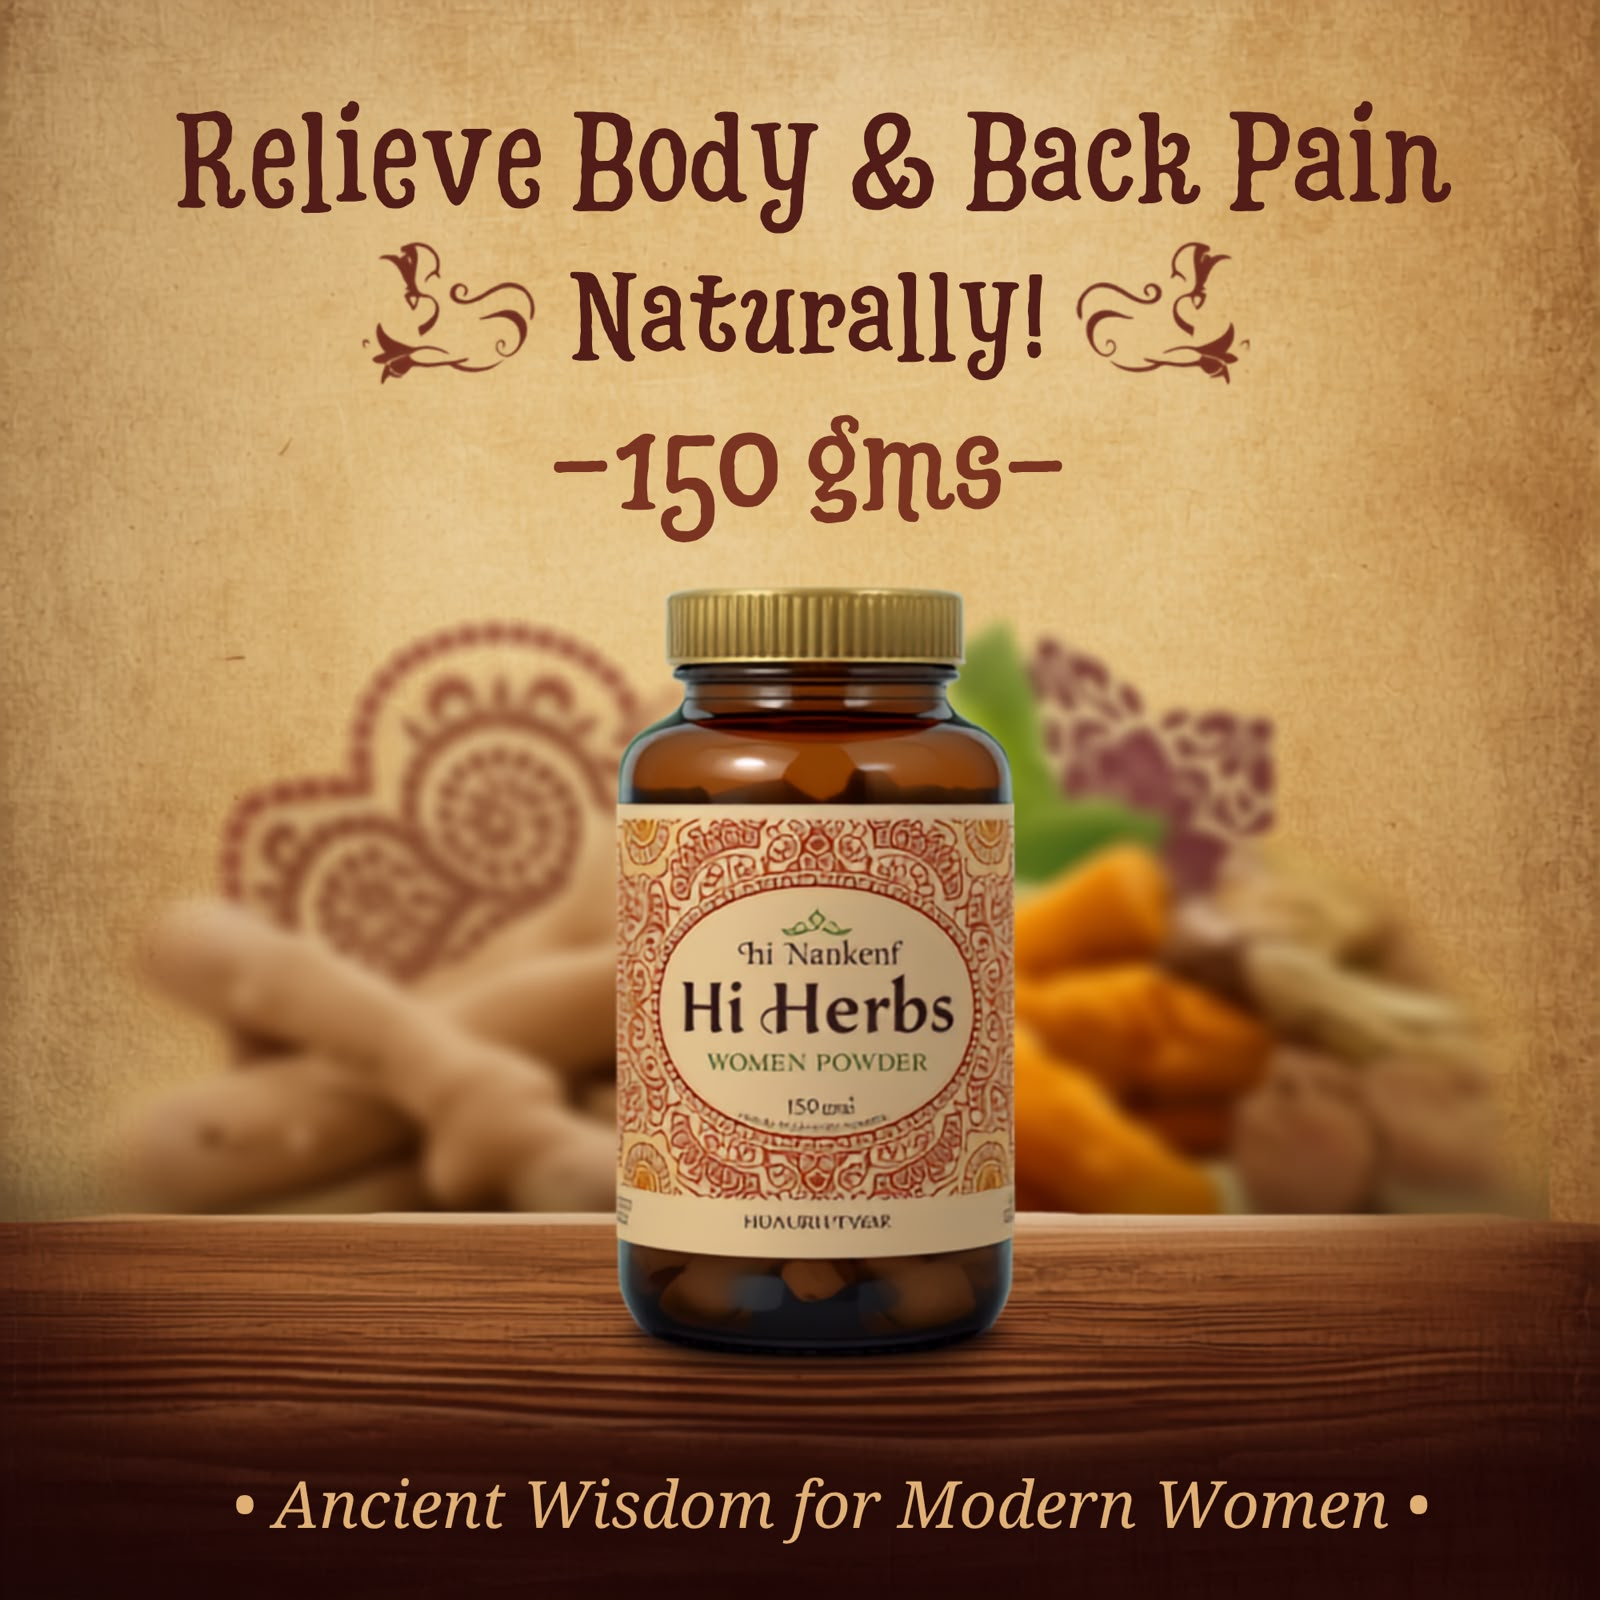 Relieve Body & Back Pain
Naturally!
-150 gms-
hi Nankenf
Hi Herbs
WOMEN POWDER
150
• Ancient Wisdom for Modern Women •